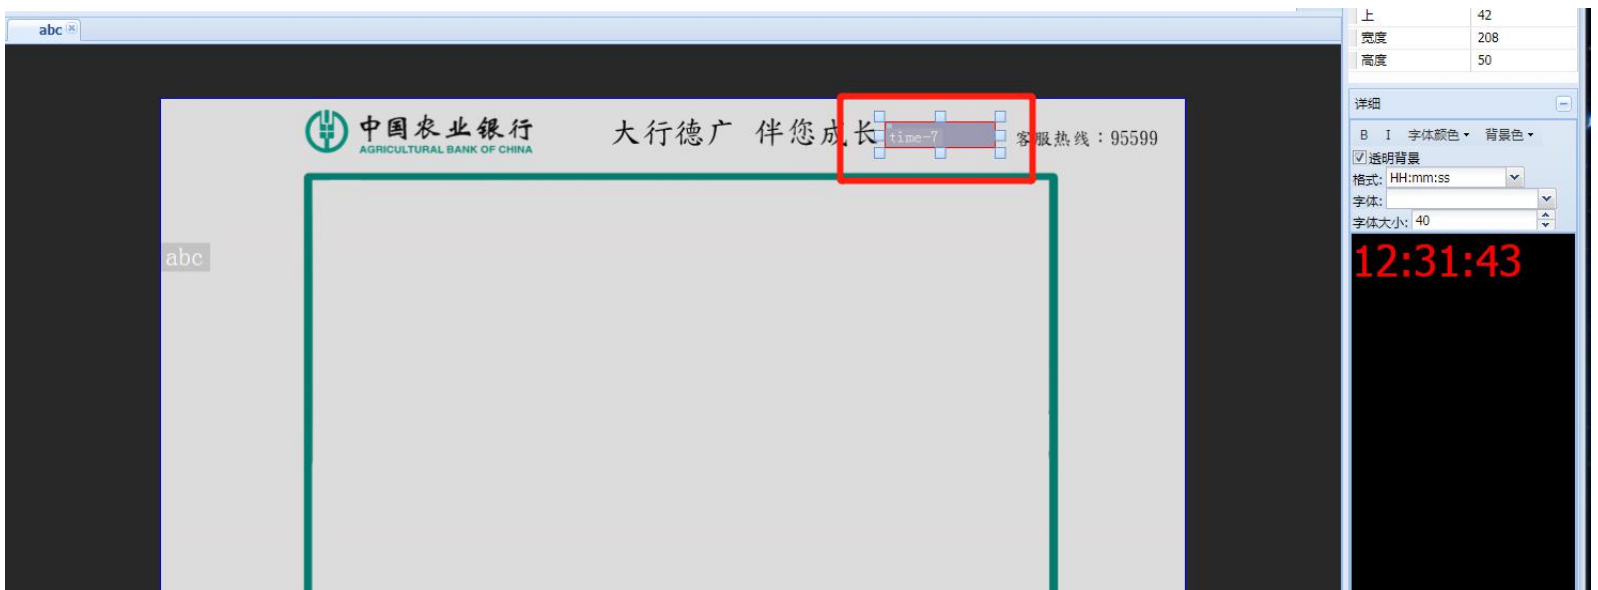 abc
上 42
宽度 208
高度 50
中国农业银行
AGRICULTURAL BANK OF CHINA
大行德广 伴您成长
time-7
客服热线：95599
abc
详细
B I 字体颜色 背景色
透明背景
格式: HH:mm:ss
字体:
字体大小: 40
12:31:43